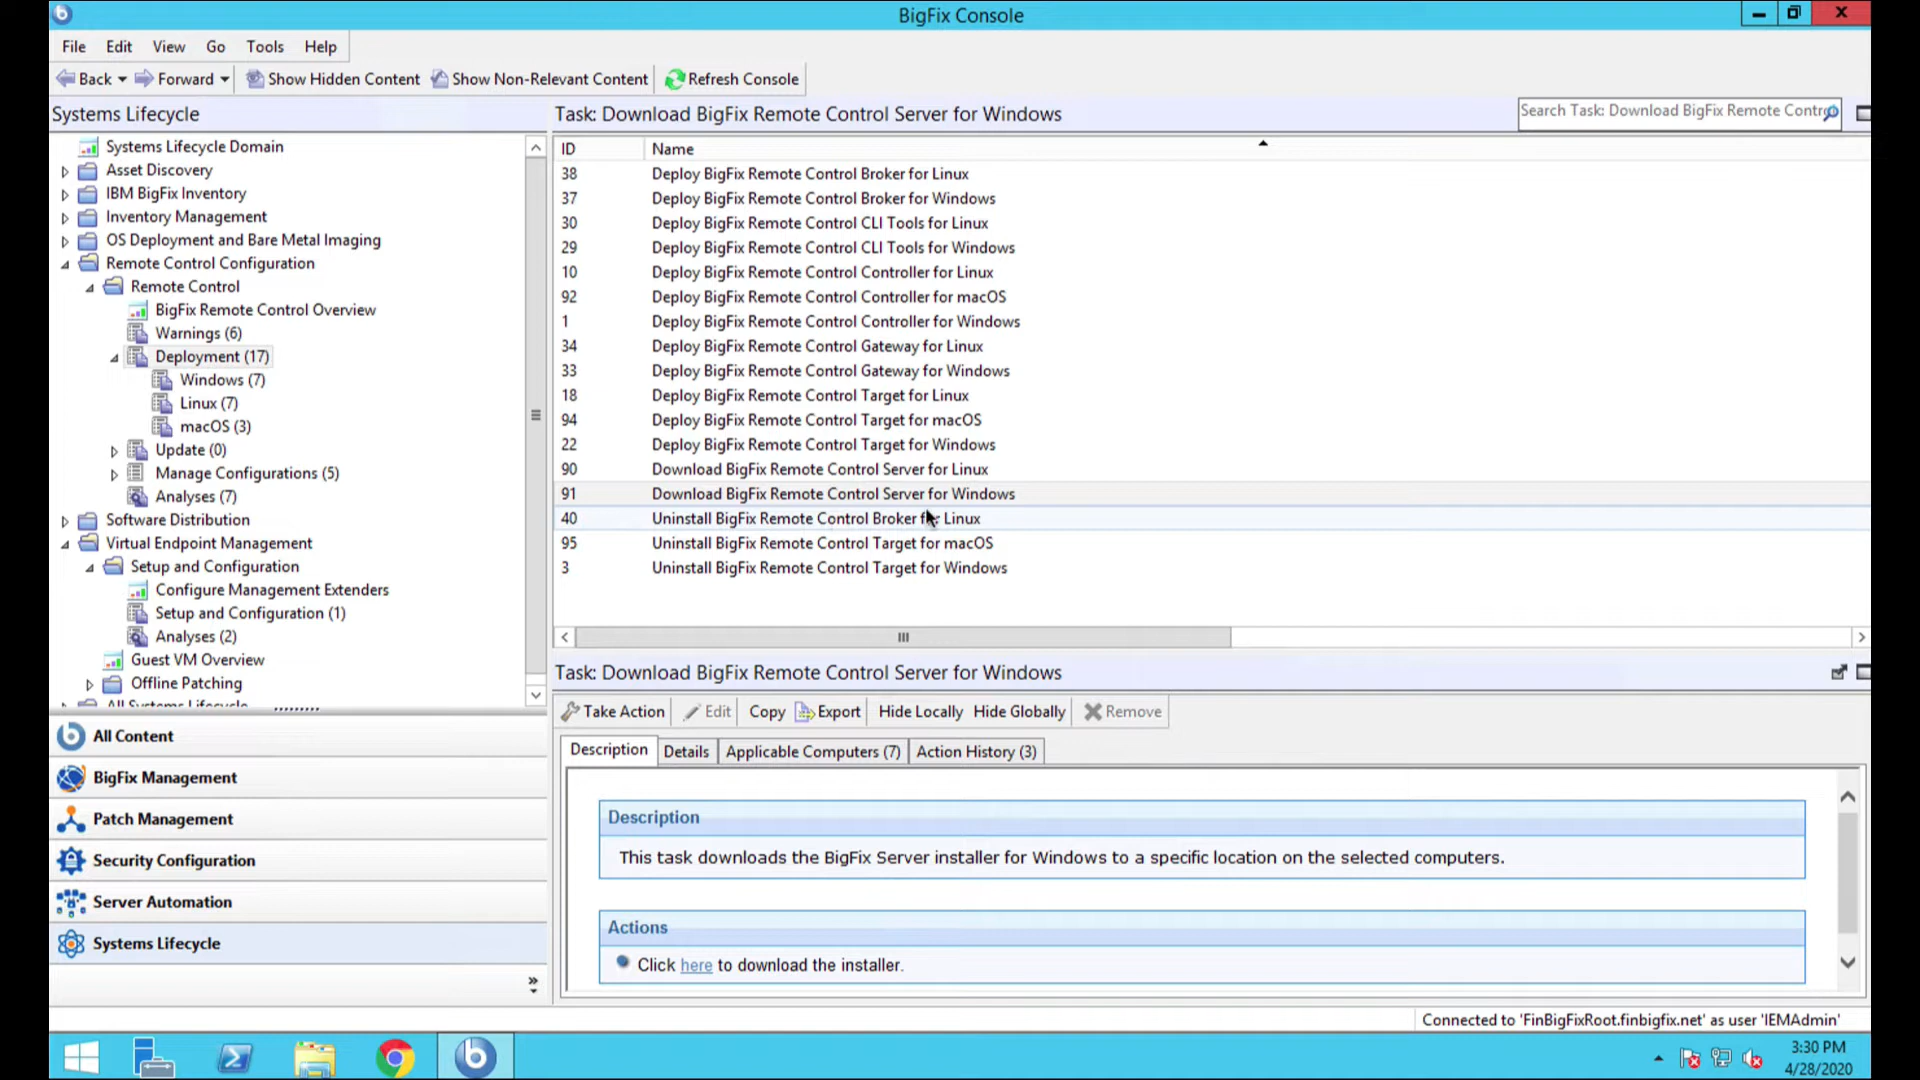 BigFix Console
File Edit View Go Tools Help
Back Forward Show Hidden Content Show Non-Relevant Content Refresh Console
Systems Lifecycle
Systems Lifecycle Domain
Asset Discovery
IBM BigFix Inventory
Inventory Management
OS Deployment and Bare Metal Imaging
Remote Control Configuration
Remote Control
BigFix Remote Control Overview
Warnings (6)
Deployment (17)
Windows (7)
Linux (7)
macOS (3)
Update (0)
Manage Configurations (5)
Analyses (7)
Software Distribution
Virtual Endpoint Management
Setup and Configuration
Configure Management Extenders
Setup and Configuration (1)
Analyses (2)
Guest VM Overview
Offline Patching
All Systems Lifecycle
All Content
BigFix Management
Patch Management
Security Configuration
Server Automation
Systems Lifecycle
Task: Download BigFix Remote Control Server for Windows
Search Task: Download BigFix Remote Contr
ID Name
38 Deploy BigFix Remote Control Broker for Linux
37 Deploy BigFix Remote Control Broker for Windows
30 Deploy BigFix Remote Control CLI Tools for Linux
29 Deploy BigFix Remote Control CLI Tools for Windows
10 Deploy BigFix Remote Control Controller for Linux
92 Deploy BigFix Remote Control Controller for macOS
1 Deploy BigFix Remote Control Controller for Windows
34 Deploy BigFix Remote Control Gateway for Linux
33 Deploy BigFix Remote Control Gateway for Windows
18 Deploy BigFix Remote Control Target for Linux
94 Deploy BigFix Remote Control Target for macOS
22 Deploy BigFix Remote Control Target for Windows
90 Download BigFix Remote Control Server for Linux
91 Download BigFix Remote Control Server for Windows
40 Uninstall BigFix Remote Control Broker for Linux
95 Uninstall BigFix Remote Control Target for macOS
3 Uninstall BigFix Remote Control Target for Windows
Task: Download BigFix Remote Control Server for Windows
Take Action Edit Copy Export Hide Locally Hide Globally Remove
Description Details Applicable Computers (7) Action History (3)
Description
This task downloads the BigFix Server installer for Windows to a specific location on the selected computers.
Actions
Click here to download the installer.
Connected to 'FinBigFixRoot.finbigfix.net' as user 'IEMAdmin'
3:30 PM
4/28/2020